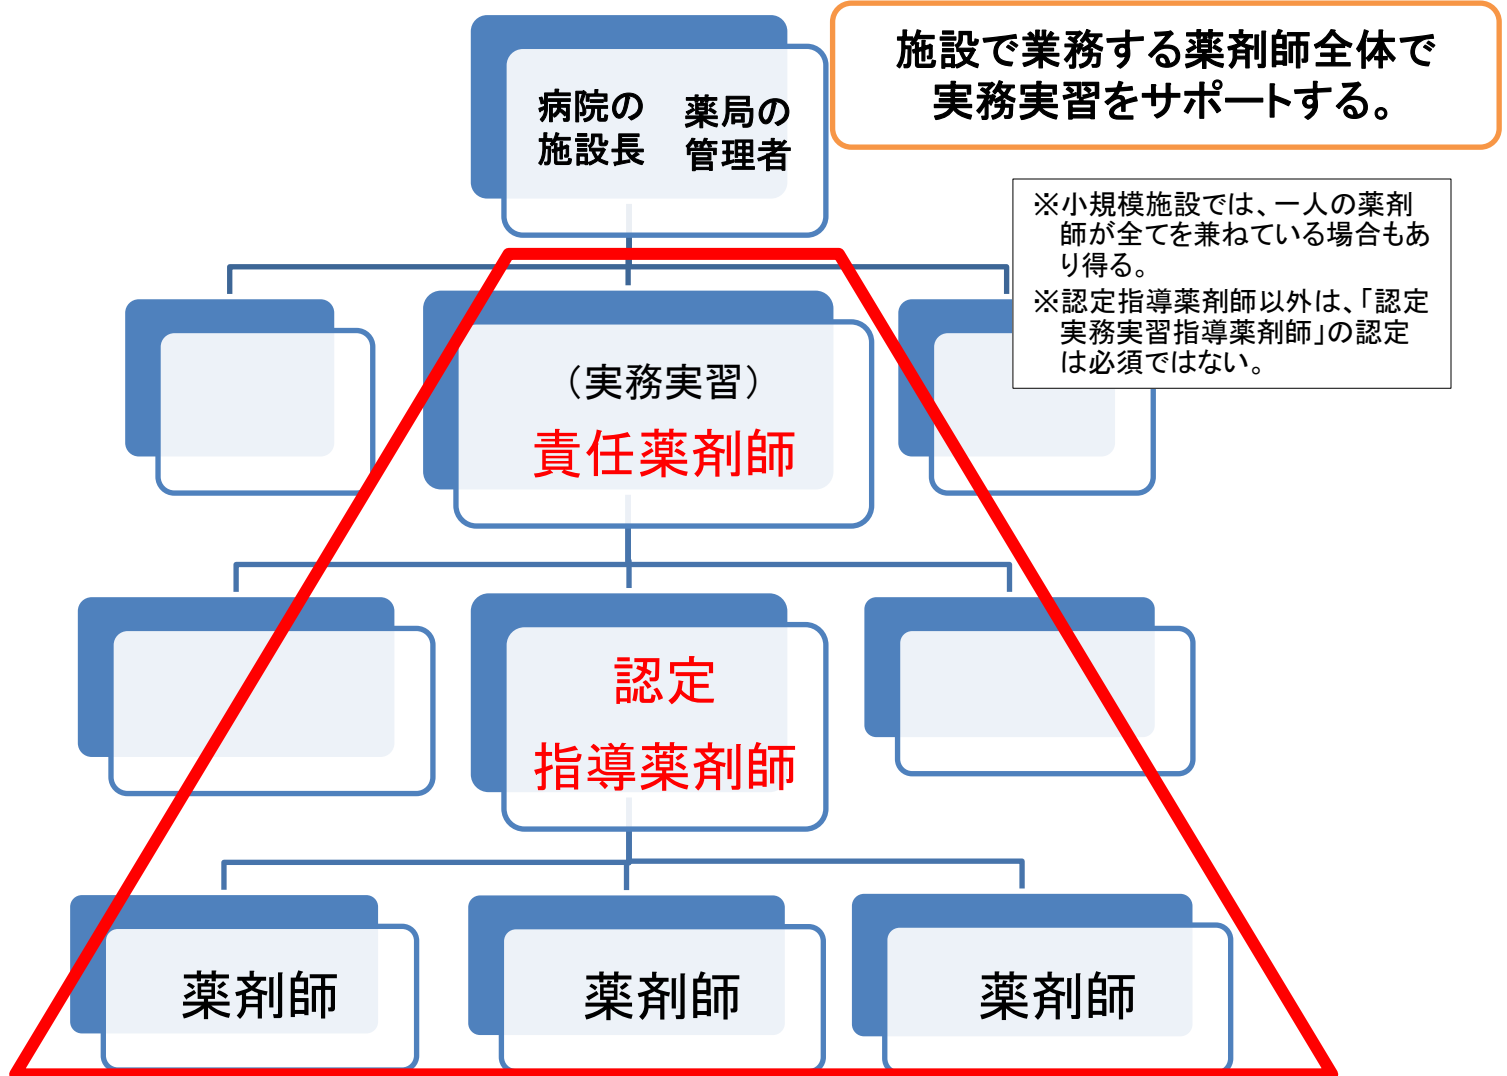 施設で業務する薬剤師全体で
実務実習をサポートする。
病院の
施設長
薬局の
管理者
※小規模施設では、一人の薬剤
師が全てを兼ねている場合もあ
り得る。
※認定指導薬剤師以外は、「認定
実務実習指導薬剤師」の認定
は必須ではない。
（実務実習）
責任薬剤師
認定
指導薬剤師
薬剤師
薬剤師
薬剤師